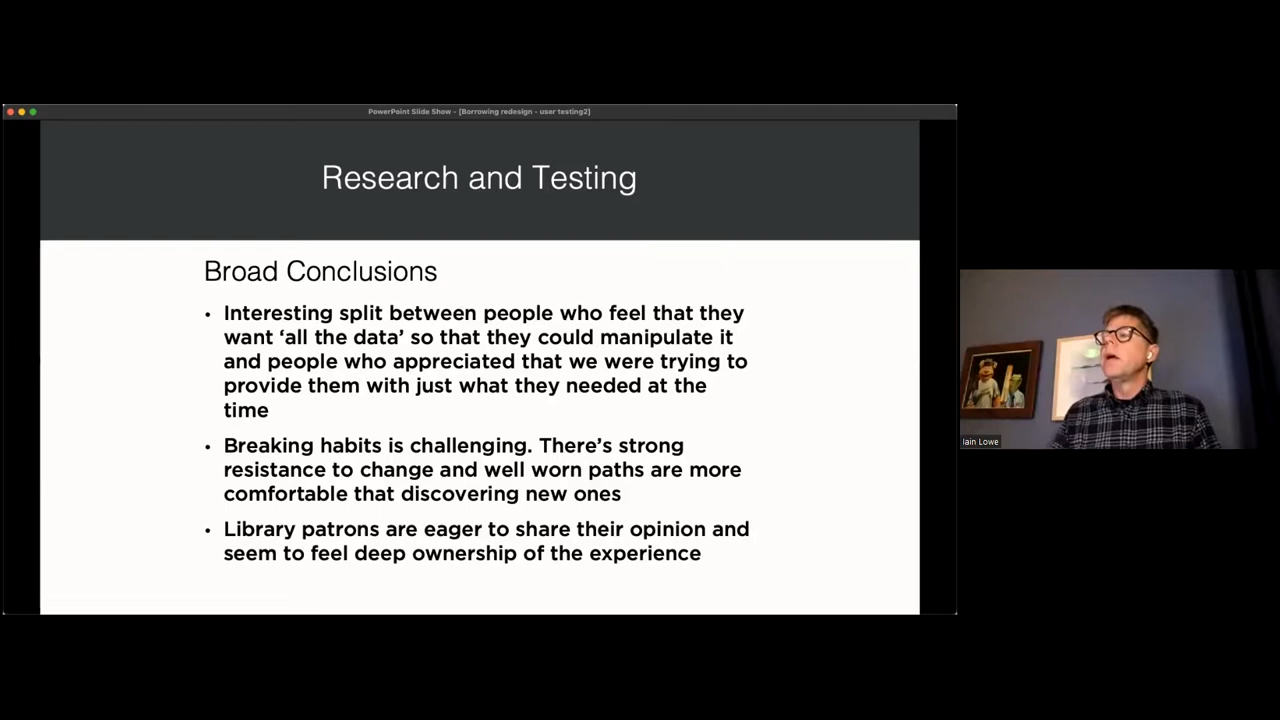 PowerPoint Slide Show - [Borrowing redesign - user testing2]
Research and Testing
Broad Conclusions
• Interesting split between people who feel that they
want ‘all the data’ so that they could manipulate it
and people who appreciated that we were trying to
provide them with just what they needed at the
time
• Breaking habits is challenging. There’s strong
resistance to change and well worn paths are more
comfortable that discovering new ones
• Library patrons are eager to share their opinion and
seem to feel deep ownership of the experience
Iain Lowe